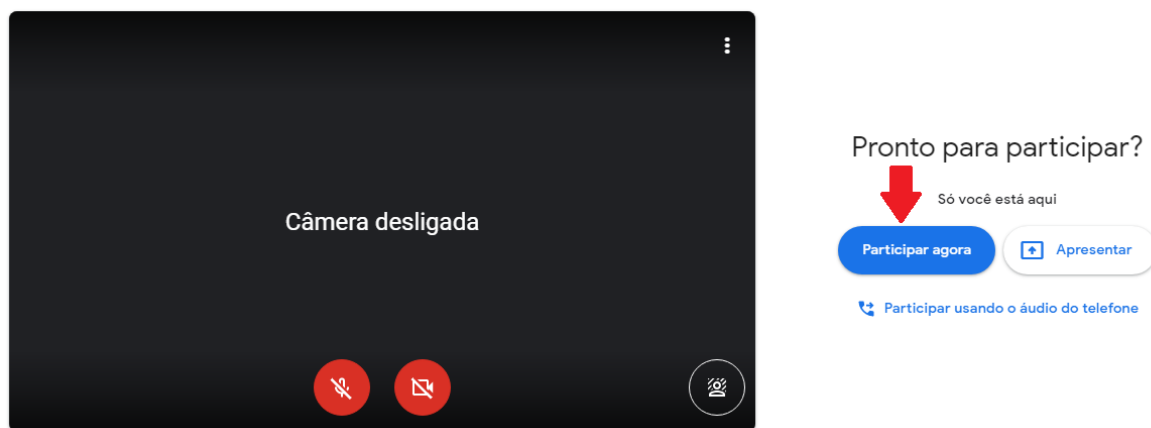 Câmera desligada
Pronto para participar?
Só você está aqui
Participar agora
Apresentar
Participar usando o áudio do telefone